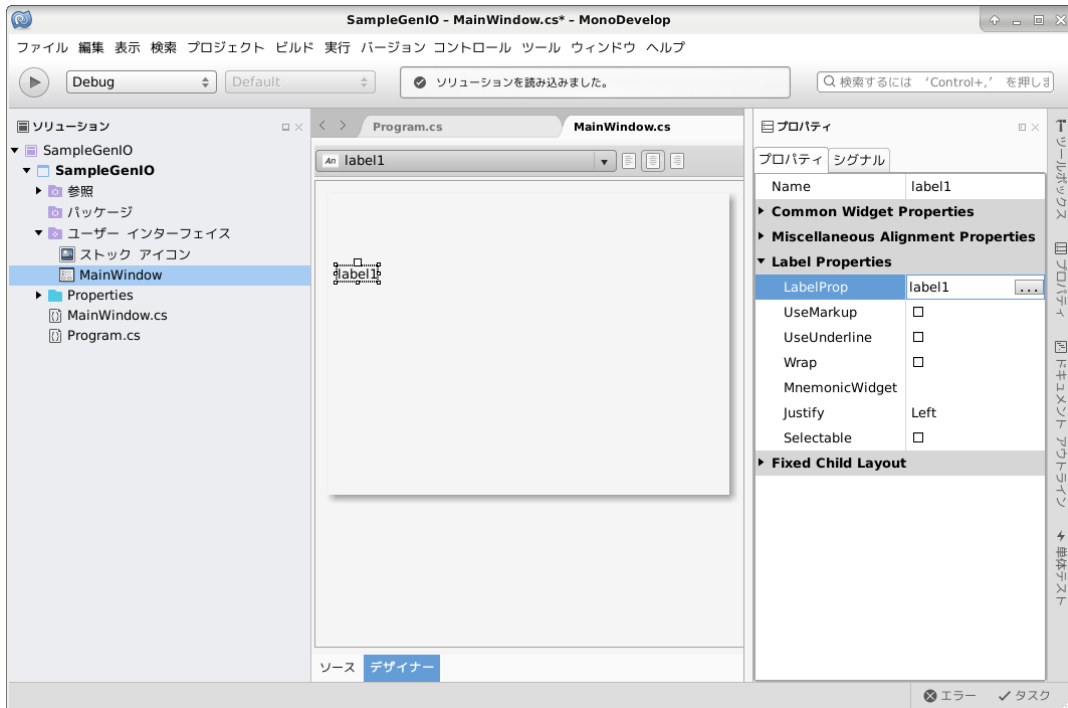 SampleGenIO – MainWindow.cs* – MonoDevelop
ファイル 編集 表示 検索 プロジェクト ビルド 実行 バージョン コントロール ツール ウィンドウ ヘルプ
Debug
Default
ソリューションを読み込みました。
検索するには 'Control+,' を押しま
ソリューション
SampleGenIO
SampleGenIO
参照
パッケージ
ユーザー インターフェイス
ストック アイコン
MainWindow
Properties
MainWindow.cs
Program.cs
Program.cs
MainWindow.cs
An label1
label1
ソース デザイナー
プロパティ
プロパティ シグナル
Name label1
Common Widget Properties
Miscellaneous Alignment Properties
Label Properties
LabelProp label1 ...
UseMarkup
UseUnderline
Wrap
MnemonicWidget
Justify Left
Selectable
Fixed Child Layout
ツールボックス
プロパティ
ドキュメント アウトライン
単体テスト
エラー タスク